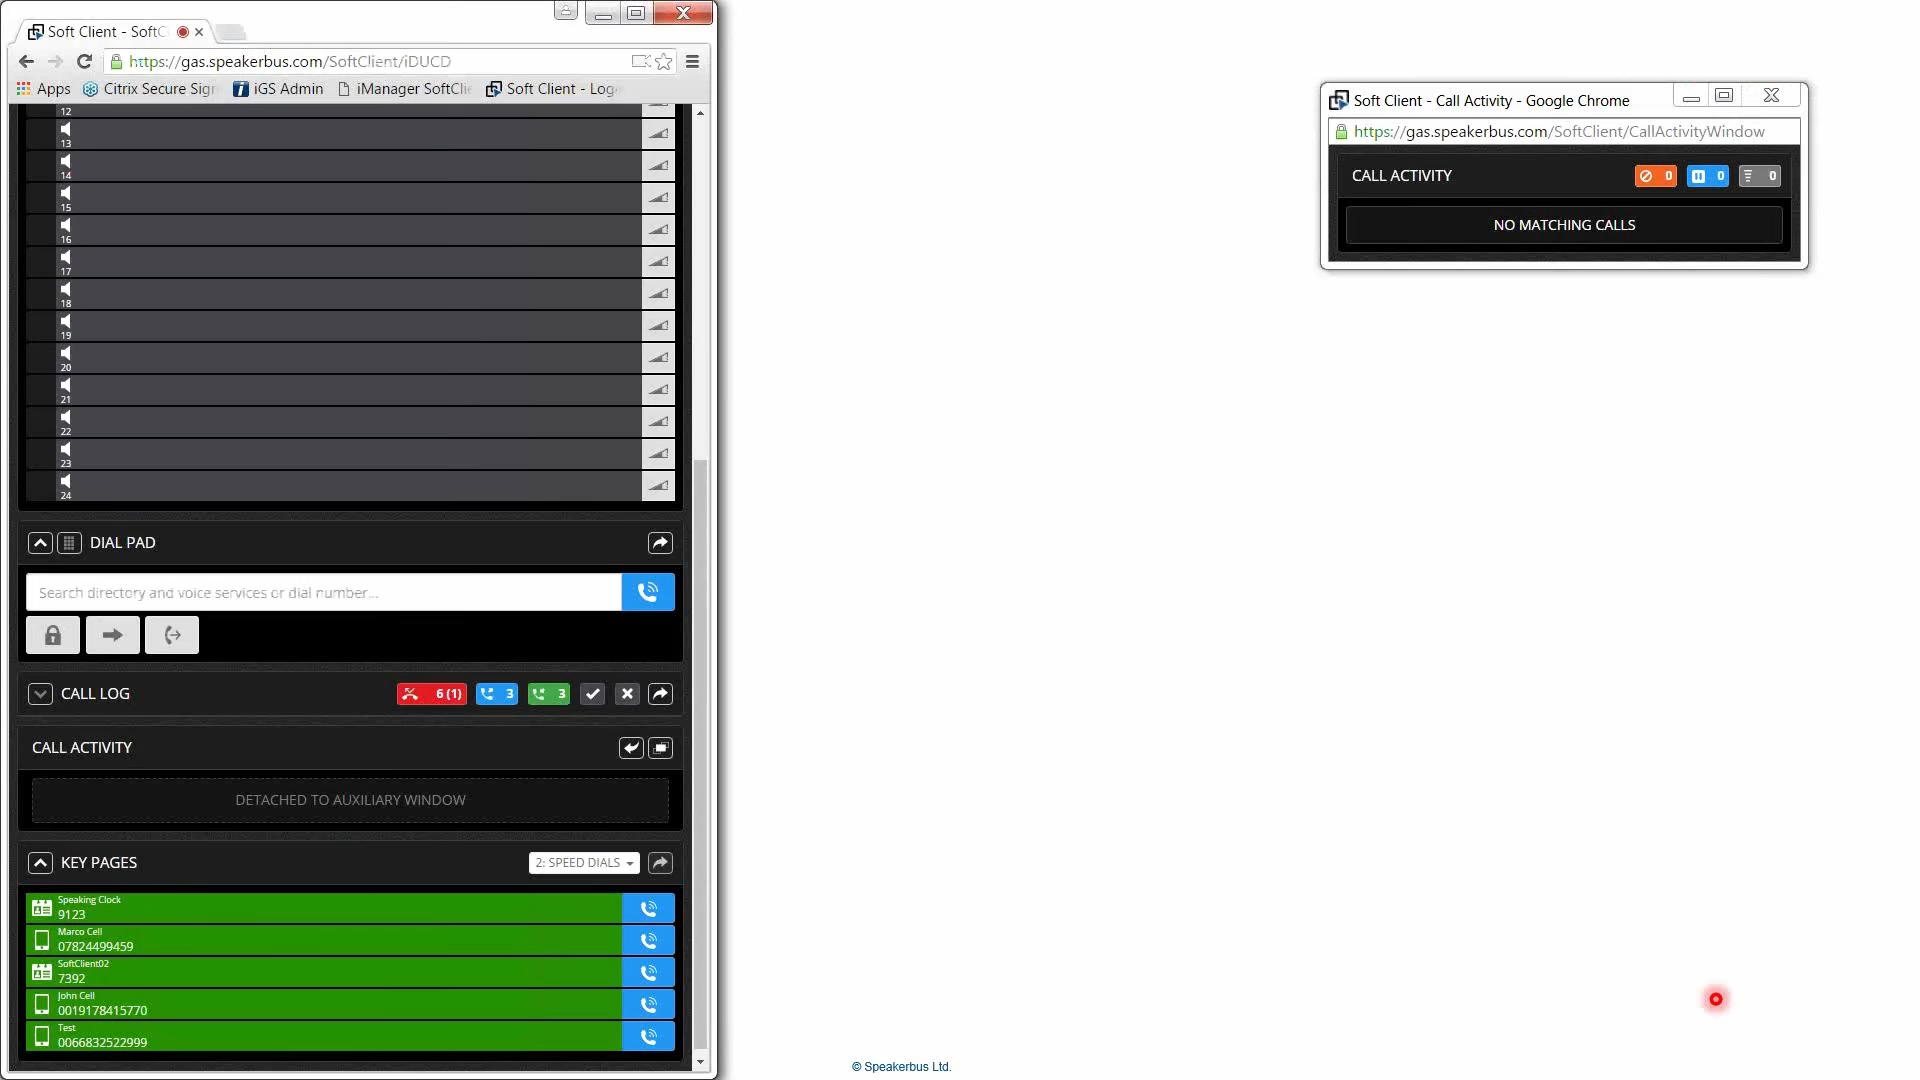 Soft Client - SoftC
https://gas.speakerbus.com/SoftClient/iDUCD
Apps Citrix Secure Sig iGS Admin iManager SoftClie Soft Client - Log
12
13
14
15
16
17
18
19
20
21
22
23
24
DIAL PAD
Search directory and voice services or dial number...
CALL LOG 6 (1) 3 3
CALL ACTIVITY
DETACHED TO AUXILIARY WINDOW
KEY PAGES 2: SPEED DIALS
Speaking Clock
9123
Marco Cell
07824499459
SoftClient02
7392
John Cell
0019178415770
Test
0066832522999
Soft Client - Call Activity - Google Chrome
https://gas.speakerbus.com/SoftClient/CallActivityWindow
CALL ACTIVITY 0 0 0
NO MATCHING CALLS
© Speakerbus Ltd.